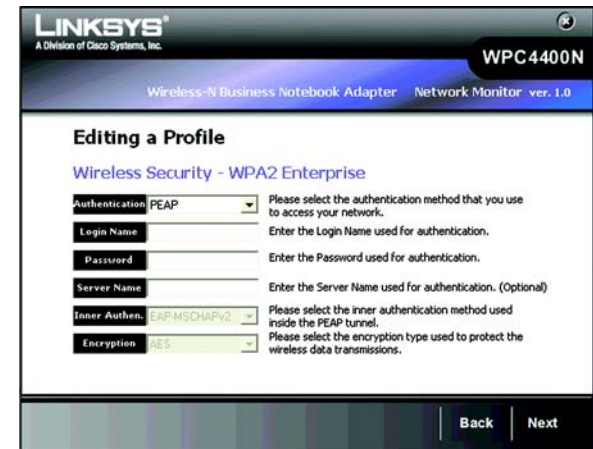 LINKSYS®
A Division of Cisco Systems, Inc.
WPC4400N
Wireless-N Business Notebook Adapter Network Monitor ver. 1.0
Editing a Profile
Wireless Security - WPA2 Enterprise
Authentication PEAP Please select the authentication method that you use
to access your network.
Login Name Enter the Login Name used for authentication.
Password Enter the Password used for authentication.
Server Name Enter the Server Name used for authentication. (Optional)
Inner Authen. EAP-MSCHAPv2 Please select the inner authentication method used
inside the PEAP tunnel.
Encryption AES Please select the encryption type used to protect the
wireless data transmissions.
Back Next